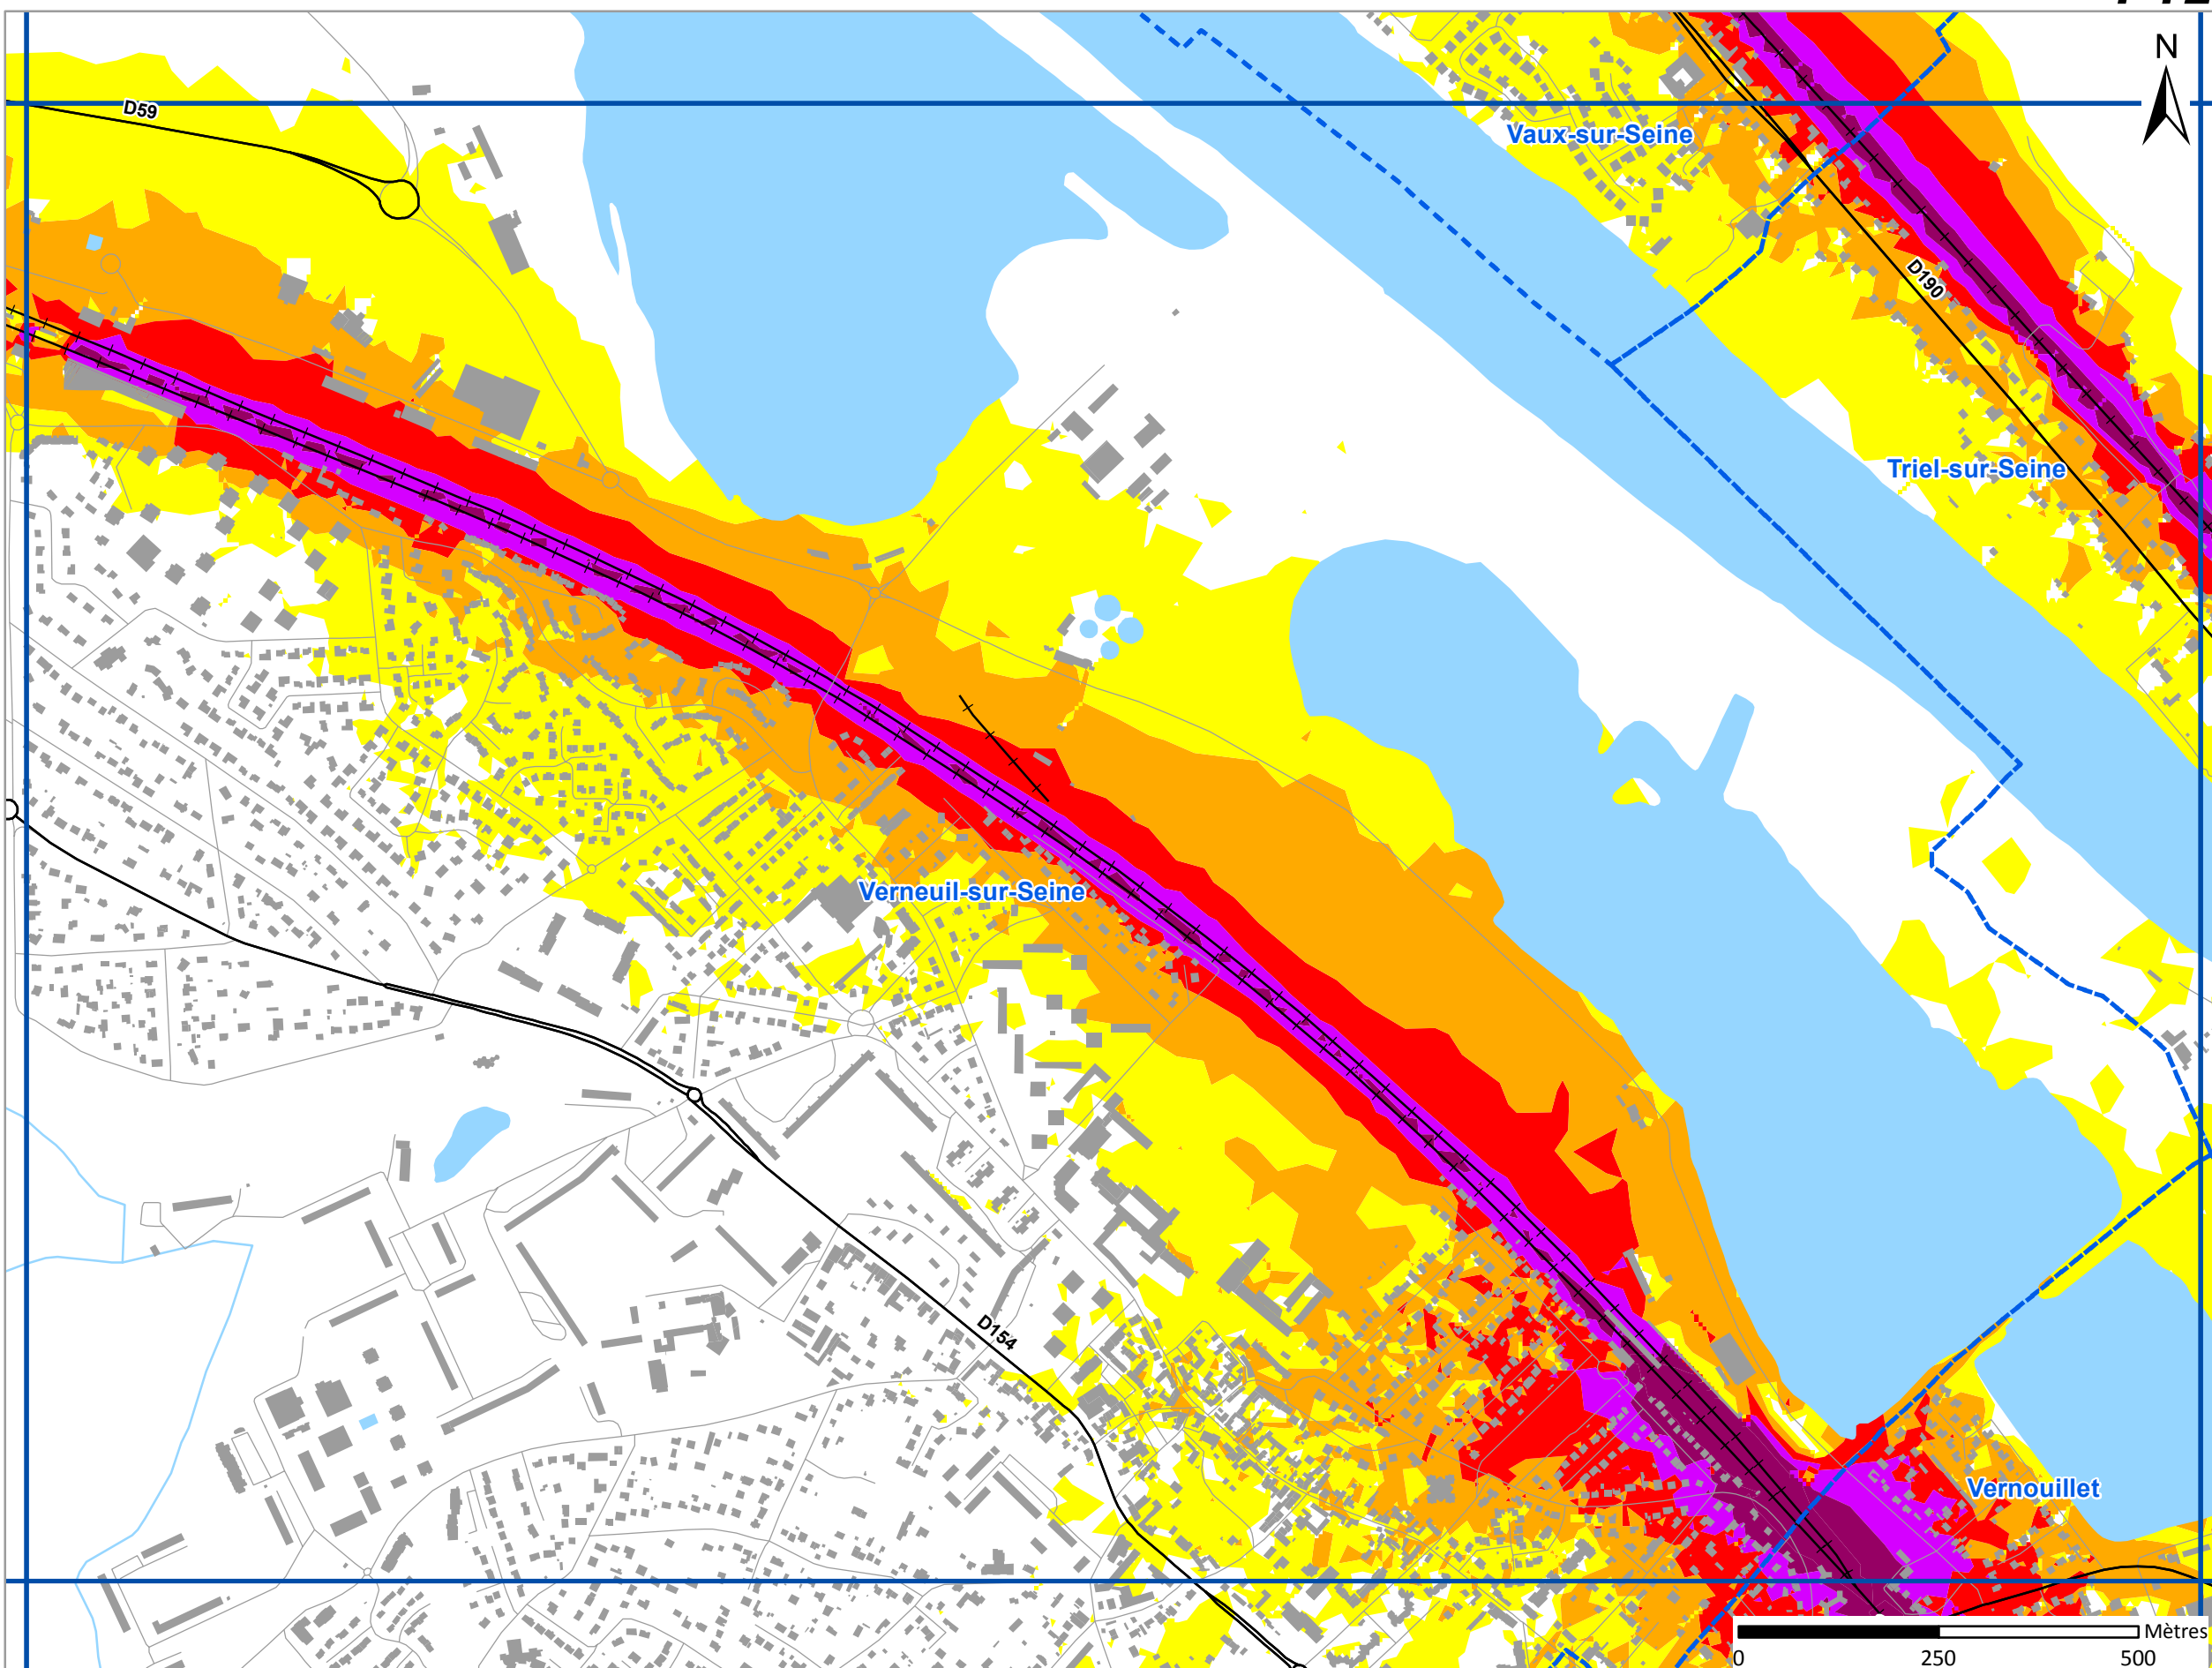 N
D59
Vaux-sur-Seine
D190
Triel-sur-Seine
Verneuil-sur-Seine
D154
Vernouillet
Mètres
0 250 500